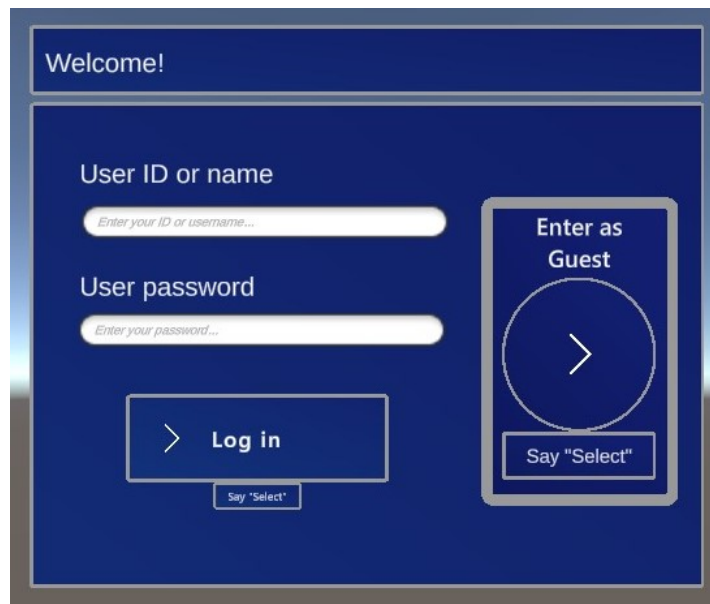 Welcome!
User ID or name
Enter your ID or username...
User password
Enter your password...
Log in
Say "Select"
Enter as
Guest
Say "Select"